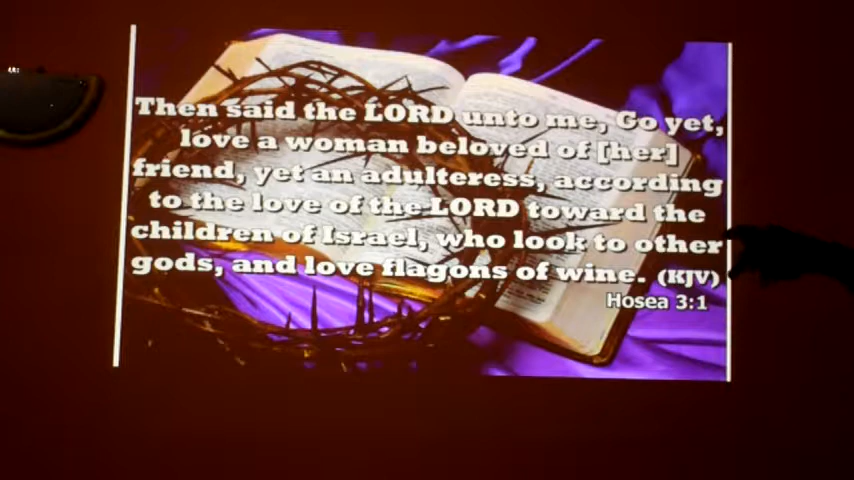 Then said the LORD unto me, Go yet,
love a woman beloved of [her]
friend, yet an adulteress, according
to the love of the LORD toward the
children of Israel, who look to other
gods, and love flagons of wine. (KJV)
Hosea 3:1